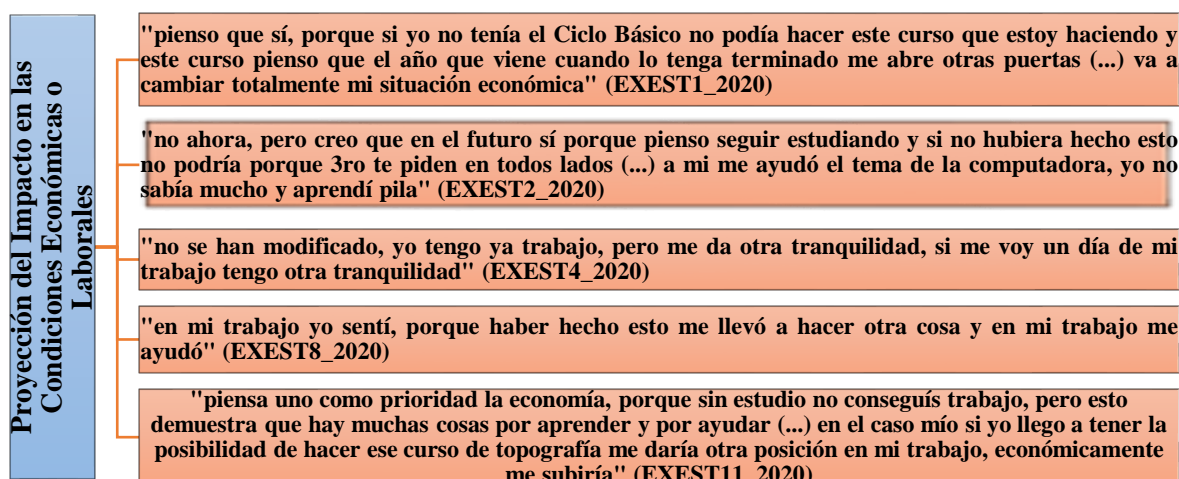 Proyección del Impacto en las
Condiciones Económicas o
Laborales
"pienso que sí, porque si yo no tenía el Ciclo Básico no podía hacer este curso que estoy haciendo y
este curso pienso que el año que viene cuando lo tenga terminado me abre otras puertas (...) va a
cambiar totalmente mi situación económica" (EXEST1_2020)
"no ahora, pero creo que en el futuro sí porque pienso seguir estudiando y si no hubiera hecho esto
no podría porque 3ro te piden en todos lados (...) a mi me ayudó el tema de la computadora, yo no
sabía mucho y aprendí pila" (EXEST2_2020)
"no se han modificado, yo tengo ya trabajo, pero me da otra tranquilidad, si me voy un día de mi
trabajo tengo otra tranquilidad" (EXEST4_2020)
"en mi trabajo yo sentí, porque haber hecho esto me llevó a hacer otra cosa y en mi trabajo me
ayudó" (EXEST8_2020)
"piensa uno como prioridad la economía, porque sin estudio no conseguís trabajo, pero esto
demuestra que hay muchas cosas por aprender y por ayudar (...) en el caso mío si yo llego a tener la
posibilidad de hacer ese curso de topografía me daría otra posición en mi trabajo, económicamente
me subiría" (EXEST11_2020)